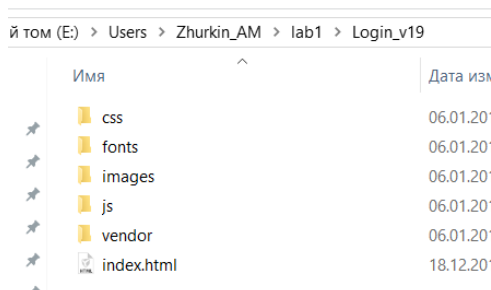 й том (E:) > Users > Zhurkin_AM > lab1 > Login_v19
Имя Дата изм
css 06.01.201
fonts 06.01.201
images 06.01.201
js 06.01.201
vendor 06.01.201
index.html 18.12.201